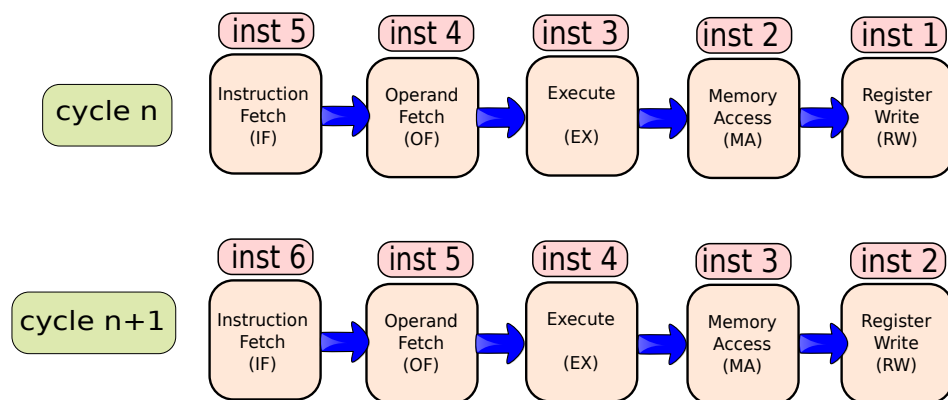 inst 5
inst 4
inst 3
inst 2
inst 1
cycle n
Instruction
Fetch
(IF)
Operand
Fetch
(OF)
Execute
(EX)
Memory
Access
(MA)
Register
Write
(RW)
inst 6
inst 5
inst 4
inst 3
inst 2
cycle n+1
Instruction
Fetch
(IF)
Operand
Fetch
(OF)
Execute
(EX)
Memory
Access
(MA)
Register
Write
(RW)